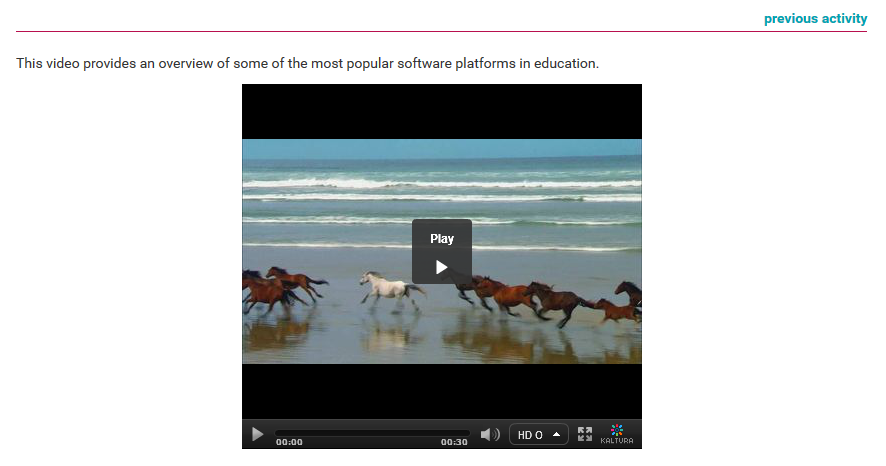 previous activity
This video provides an overview of some of the most popular software platforms in education.
Play
00:00
00:30
HD O
KALTURA